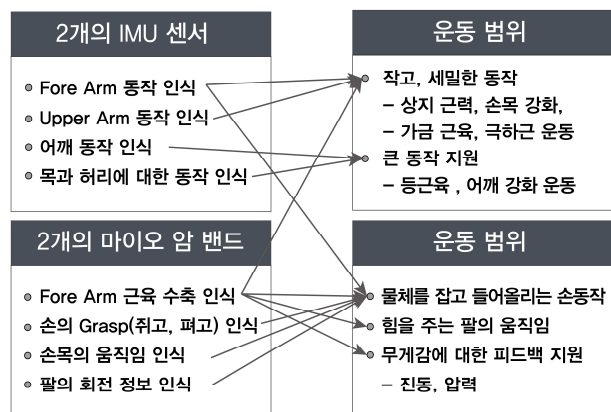 2개의 IMU 센서
Fore Arm 동작 인식
Upper Arm 동작 인식
어깨 동작 인식
목과 허리에 대한 동작 인식
운동 범위
작고, 세밀한 동작
– 상지 근력, 손목 강화,
– 가금 근육, 극하근 운동
큰 동작 지원
– 등근육 , 어깨 강화 운동
2개의 마이오 암 밴드
Fore Arm 근육 수축 인식
손의 Grasp(쥐고, 펴고) 인식
손목의 움직임 인식
팔의 회전 정보 인식
운동 범위
물체를 잡고 들어올리는 손동작
힘을 주는 팔의 움직임
무게감에 대한 피드백 지원
– 진동, 압력